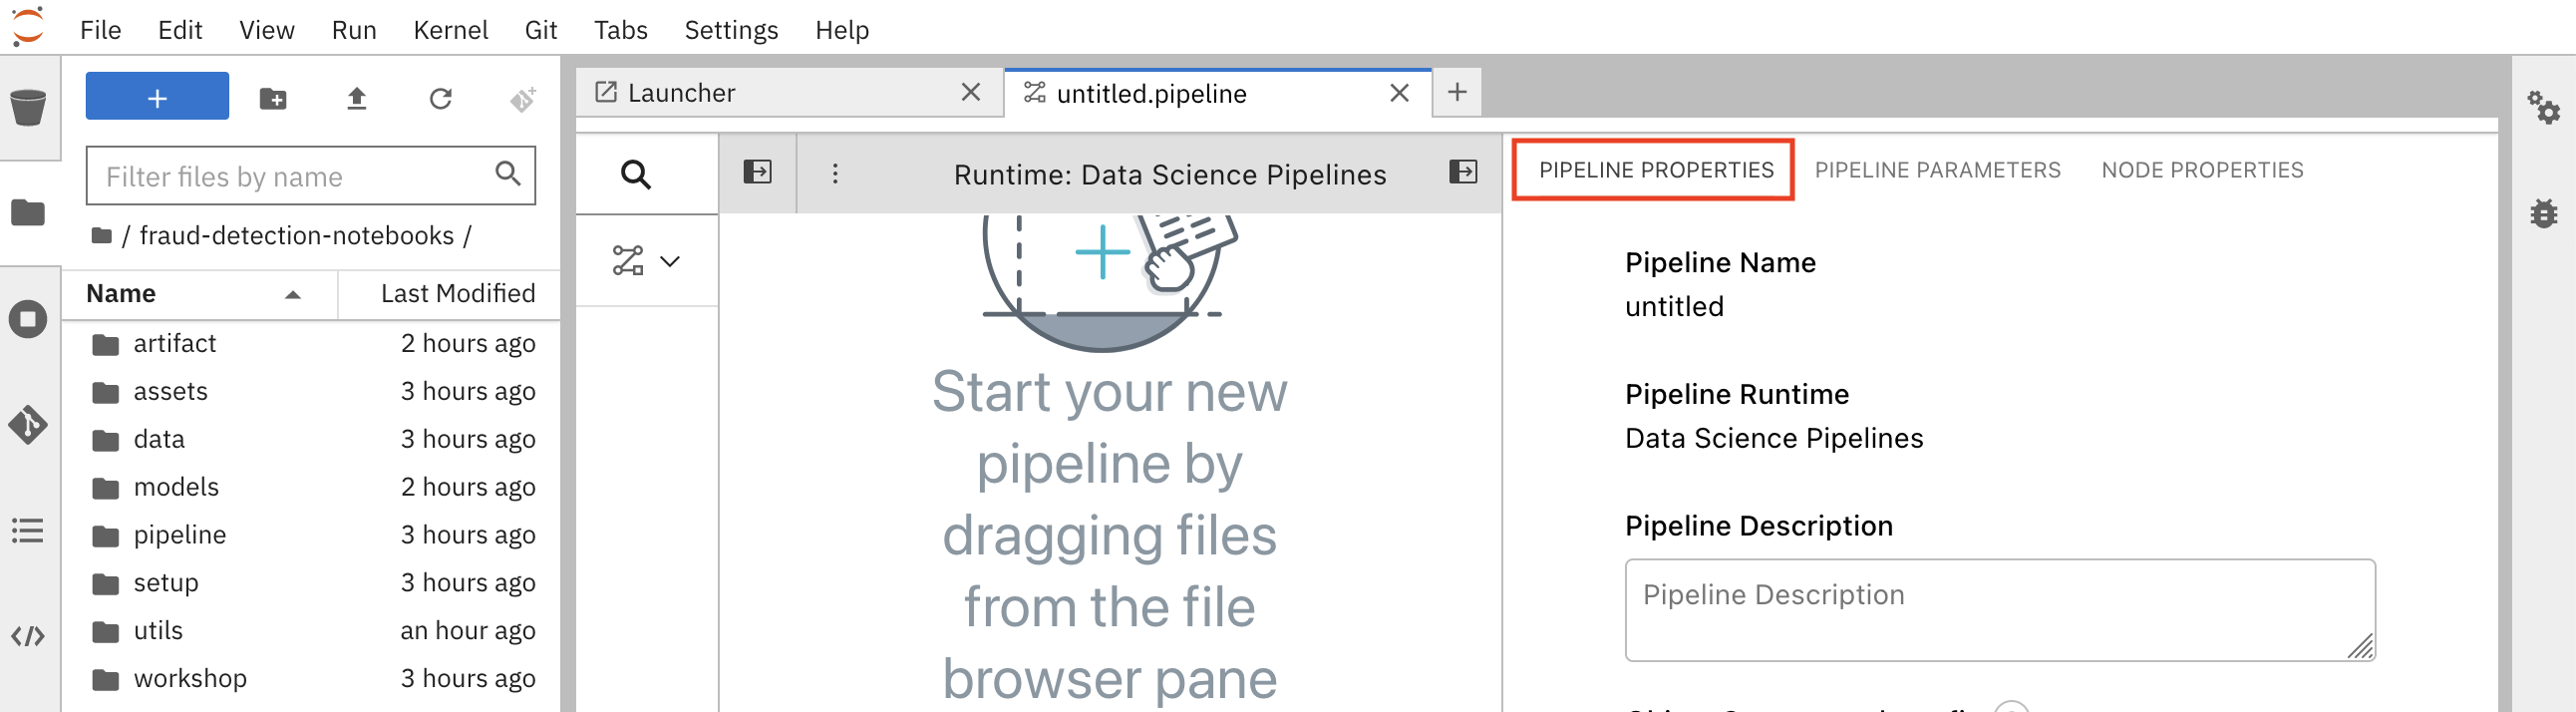 File Edit View Run Kernel Git Tabs Settings Help
Launcher
untitled.pipeline
Filter files by name
/ fraud-detection-notebooks /
Name Last Modified
artifact 2 hours ago
assets 3 hours ago
data 3 hours ago
models 2 hours ago
pipeline 3 hours ago
setup 3 hours ago
utils an hour ago
workshop 3 hours ago
Runtime: Data Science Pipelines
Start your new
pipeline by
dragging files
from the file
browser pane
PIPELINE PROPERTIES PIPELINE PARAMETERS NODE PROPERTIES
Pipeline Name
untitled
Pipeline Runtime
Data Science Pipelines
Pipeline Description
Pipeline Description